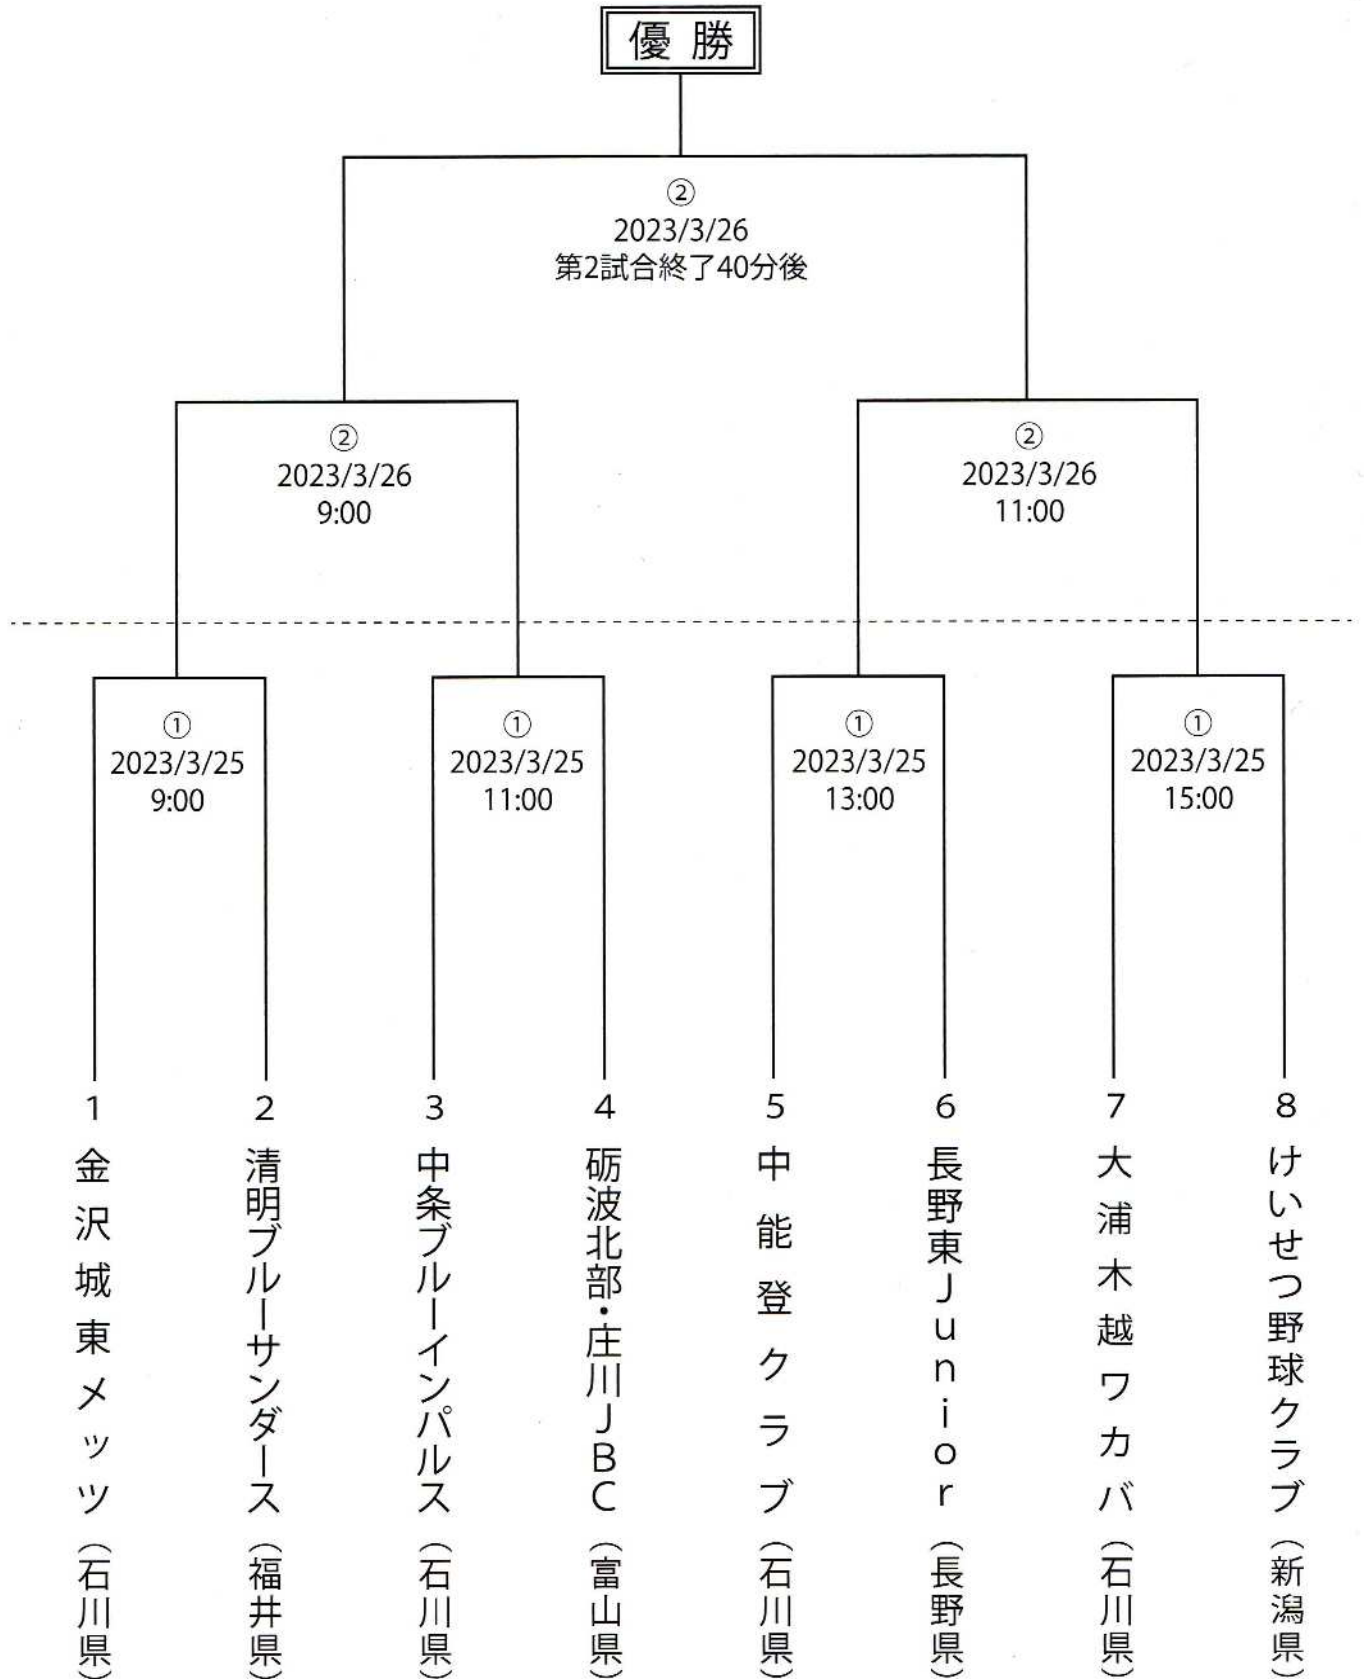 優勝
②
2023/3/26
第2試合終了40分後
②
2023/3/26
9:00
②
2023/3/26
11:00
①
2023/3/25
9:00
①
2023/3/25
11:00
①
2023/3/25
13:00
①
2023/3/25
15:00
1 金沢城東メッツ（石川県）
2 清明ブルーサンダース（福井県）
3 中条ブルーインパルス（石川県）
4 砺波北部・庄川JBC（富山県）
5 中能登クラブ（石川県）
6 長野東Junior（長野県）
7 大浦木越ワカバ（石川県）
8 けいせつ野球クラブ（新潟県）